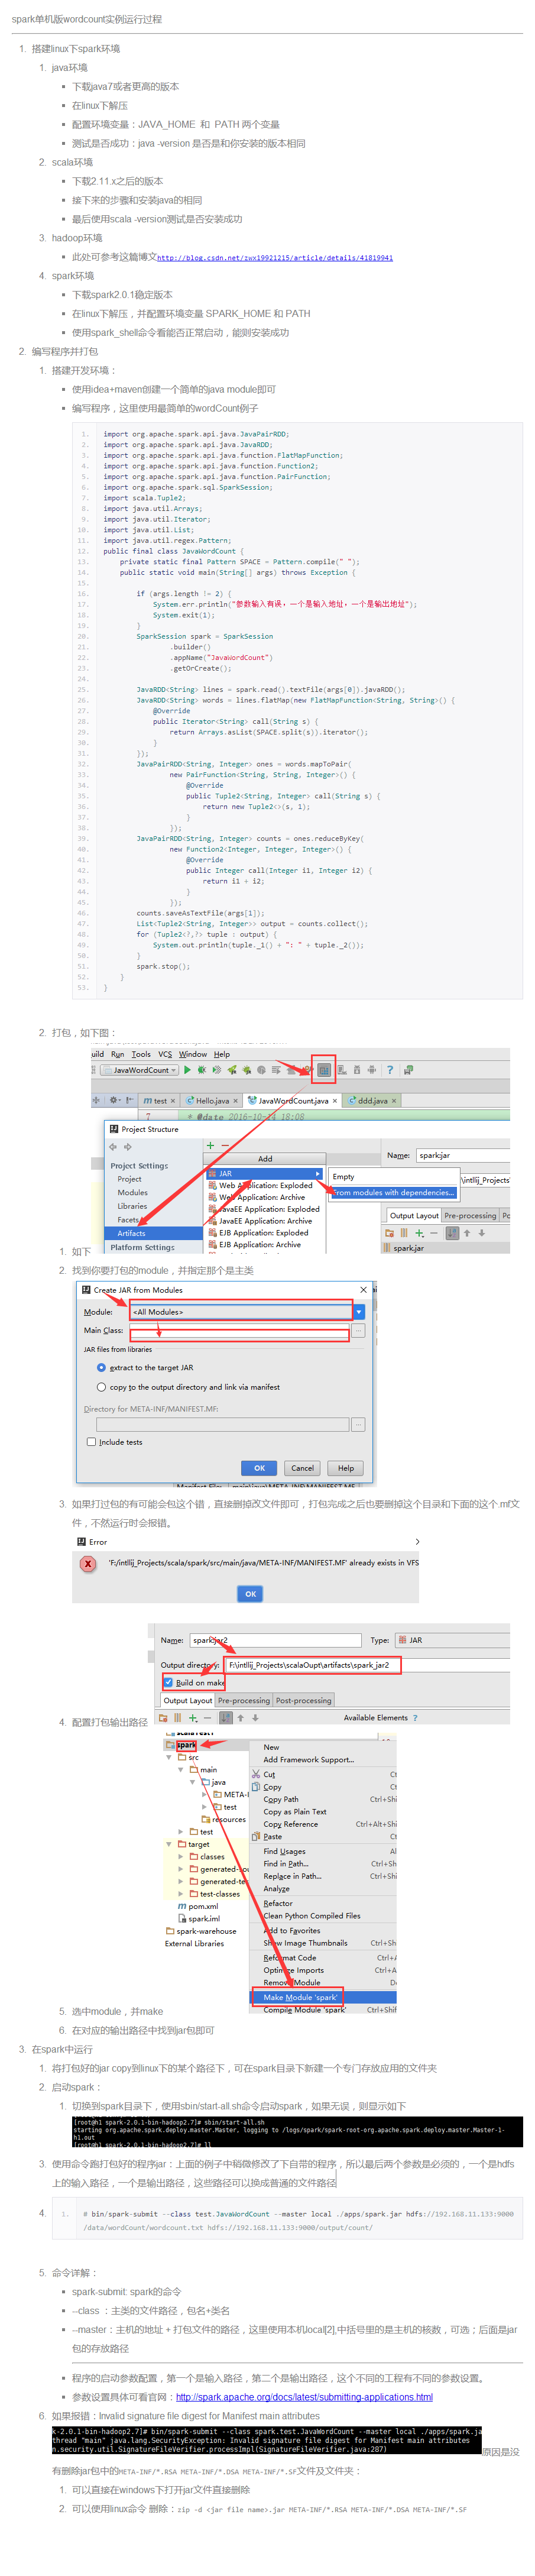 spark单机版wordcount实例运行过程
1. 搭建linux下spark环境
1. java环境
▪ 下载java7或者更高的版本
▪ 在linux下解压
▪ 配置环境变量：JAVA_HOME 和 PATH 两个变量
▪ 测试是否成功：java -version 是否是和你安装的版本相同
2. scala环境
▪ 下载2.11.x之后的版本
▪ 接下来的步骤和安装java的相同
▪ 最后使用scala -version测试是否安装成功
3. hadoop环境
▪ 此处可参考这篇博文http://blog.csdn.net/zwx19921215/article/details/41819941
4. spark环境
▪ 下载spark2.0.1稳定版本
▪ 在linux下解压，并配置环境变量 SPARK_HOME 和 PATH
▪ 使用spark_shell命令看能否正常启动，能则安装成功
2. 编写程序并打包
1. 搭建开发环境：
▪ 使用idea+maven创建一个简单的java module即可
▪ 编写程序，这里使用最简单的wordCount例子
1. import org.apache.spark.api.java.JavaPairRDD;
2. import org.apache.spark.api.java.JavaRDD;
3. import org.apache.spark.api.java.function.FlatMapFunction;
4. import org.apache.spark.api.java.function.Function2;
5. import org.apache.spark.api.java.function.PairFunction;
6. import org.apache.spark.sql.SparkSession;
7. import scala.Tuple2;
8. import java.util.Arrays;
9. import java.util.Iterator;
10. import java.util.List;
11. import java.util.regex.Pattern;
12. public final class JavaWordCount {
13. private static final Pattern SPACE = Pattern.compile(" ");
14. public static void main(String[] args) throws Exception {
15.
16. if (args.length != 2) {
17. System.err.println("参数输入有误，一个是输入地址，一个是输出地址");
18. System.exit(1);
19. }
20. SparkSession spark = SparkSession
21. .builder()
22. .appName("JavaWordCount")
23. .getOrCreate();
24.
25. JavaRDD<String> lines = spark.read().textFile(args[0]).javaRDD();
26. JavaRDD<String> words = lines.flatMap(new FlatMapFunction<String, String>() {
27. @Override
28. public Iterator<String> call(String s) {
29. return Arrays.asList(SPACE.split(s)).iterator();
30. }
31. });
32. JavaPairRDD<String, Integer> ones = words.mapToPair(
33. new PairFunction<String, String, Integer>() {
34. @Override
35. public Tuple2<String, Integer> call(String s) {
36. return new Tuple2<>(s, 1);
37. }
38. });
39. JavaPairRDD<String, Integer> counts = ones.reduceByKey(
40. new Function2<Integer, Integer, Integer>() {
41. @Override
42. public Integer call(Integer i1, Integer i2) {
43. return i1 + i2;
44. }
45. });
46. counts.saveAsTextFile(args[1]);
47. List<Tuple2<String, Integer>> output = counts.collect();
48. for (Tuple2<?,?> tuple : output) {
49. System.out.println(tuple._1() + ": " + tuple._2());
50. }
51. spark.stop();
52. }
53. }
2. 打包，如下图：
uild Run Tools VCS Window Help
JavaWordCount
test × Hello.java × JavaWordCount.java × ddd.java ×
7 * @date 2016-10-14 18:08
Project Structure
Project Settings
Project
Modules
Libraries
Facets
Artifacts
Platform Settings
Add
JAR
Web Application: Exploded
Web Application: Archive
JavaEE Application: Exploded
JavaEE Application: Archive
EJB Application: Exploded
EJB Application: Archive
Name: spark:jar
Empty
From modules with dependencies...
\intllij_Projects\
Output Layout Pre-processing Po
spark.jar
1. 如下
2. 找到你要打包的module，并指定那个是主类
Create JAR from Modules
Module: <All Modules>
Main Class:
JAR files from libraries
extract to the target JAR
copy to the output directory and link via manifest
Directory for META-INF/MANIFEST.MF:
Include tests
OK Cancel Help
3. 如果打过包的有可能会包这个错，直接删掉改文件即可，打包完成之后也要删掉这个目录和下面的这个.mf文
件，不然运行时会报错。
Error
'F:/intllij_Projects/scala/spark/src/main/java/META-INF/MANIFEST.MF' already exists in VFS
OK
Name: spark:jar2 Type: JAR
Output directory: F:\intllij_Projects\scalaOupt\artifacts\spark_jar2
Build on make
Output Layout Pre-processing Post-processing
Available Elements ?
4. 配置打包输出路径
spark
src
main
java
META-I
test
resources
test
target
classes
generated-sou
generated-te
test-classes
pom.xml
spark.iml
spark-warehouse
External Libraries
New
Add Framework Support...
Cut
Copy
Copy Path
Copy as Plain Text
Copy Reference
Paste
Find Usages
Find in Path...
Replace in Path...
Analyze
Refactor
Clean Python Compiled Files
Add to Favorites
Show Image Thumbnails
Reformat Code
Optimize Imports
Remove Module
Make Module 'spark'
Compile Module 'spark'
5. 选中module，并make
6. 在对应的输出路径中找到jar包即可
3. 在spark中运行
1. 将打包好的jar copy到linux下的某个路径下，可在spark目录下新建一个专门存放应用的文件夹
2. 启动spark：
1. 切换到spark目录下，使用sbin/start-all.sh命令启动spark，如果无误，则显示如下
[root@h1 spark-2.0.1-bin-hadoop2.7]# sbin/start-all.sh
starting org.apache.spark.deploy.master.Master, logging to /logs/spark/spark-root-org.apache.spark.deploy.master.Master-1-
h1.out
[root@h1 spark-2.0.1-bin-hadoop2.7]# ll
3. 使用命令跑打包好的程序jar：上面的例子中稍微修改了下自带的程序，所以最后两个参数是必须的，一个是hdfs
上的输入路径，一个是输出路径，这些路径可以换成普通的文件路径
4. 1. # bin/spark-submit --class test.JavaWordCount --master local ./apps/spark.jar hdfs://192.168.11.133:9000
/data/wordCount/wordcount.txt hdfs://192.168.11.133:9000/output/count/
5. 命令详解：
▪ spark-submit: spark的命令
▪ --class ：主类的文件路径，包名+类名
▪ --master：主机的地址 + 打包文件的路径，这里使用本机local[2],中括号里的是主机的核数，可选；后面是jar
包的存放路径
▪ 程序的启动参数配置，第一个是输入路径，第二个是输出路径，这个不同的工程有不同的参数设置。
▪ 参数设置具体可看官网：http://spark.apache.org/docs/latest/submitting-applications.html
6. 如果报错：Invalid signature file digest for Manifest main attributes
k-2.0.1-bin-hadoop2.7]# bin/spark-submit --class spark.test.JavaWordCount --master local ./apps/spark.ja
thread "main" java.lang.SecurityException: Invalid signature file digest for Manifest main attributes
n.security.util.SignatureFileVerifier.processImpl(SignatureFileVerifier.java:287)
原因是没
有删除jar包中的META-INF/*.RSA META-INF/*.DSA META-INF/*.SF文件及文件夹：
1. 可以直接在windows下打开jar文件直接删除
2. 可以使用linux命令 删除：zip -d <jar file name>.jar META-INF/*.RSA META-INF/*.DSA META-INF/*.SF